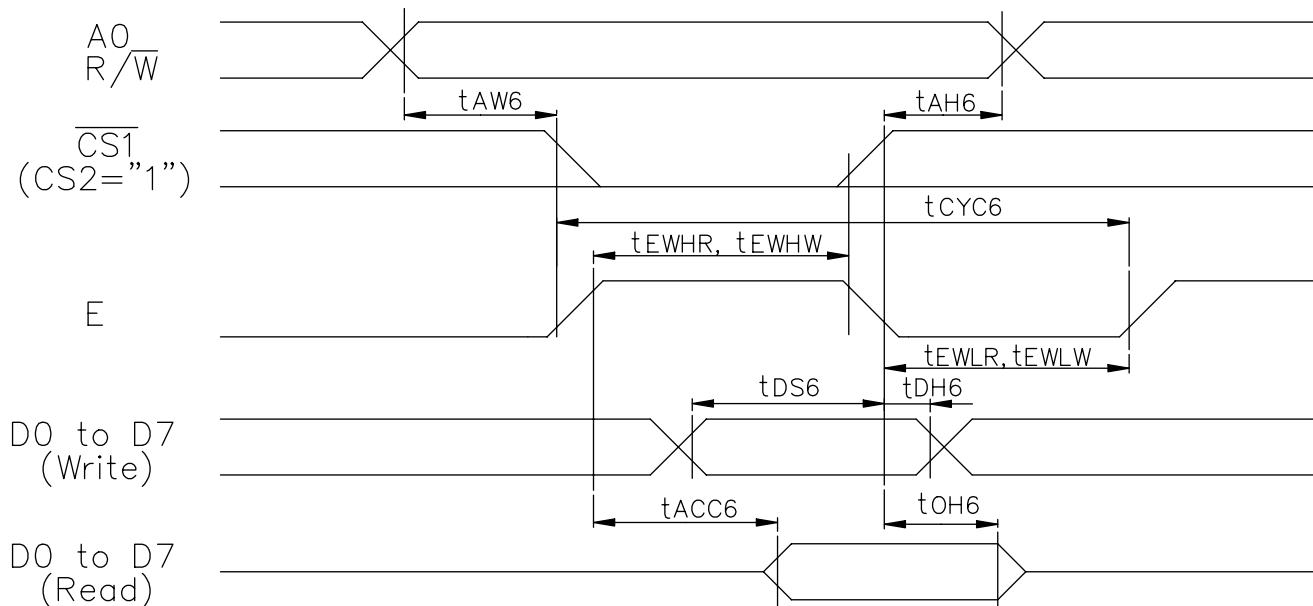 A0
R/W̅
tAW6
tAH6
C̅S̅1̅
(CS2="1")
tCYC6
tEWHR, tEWHW
E
tEWLR, tEWLW
tDS6
tDH6
D0 to D7
(Write)
tACC6
tOH6
D0 to D7
(Read)